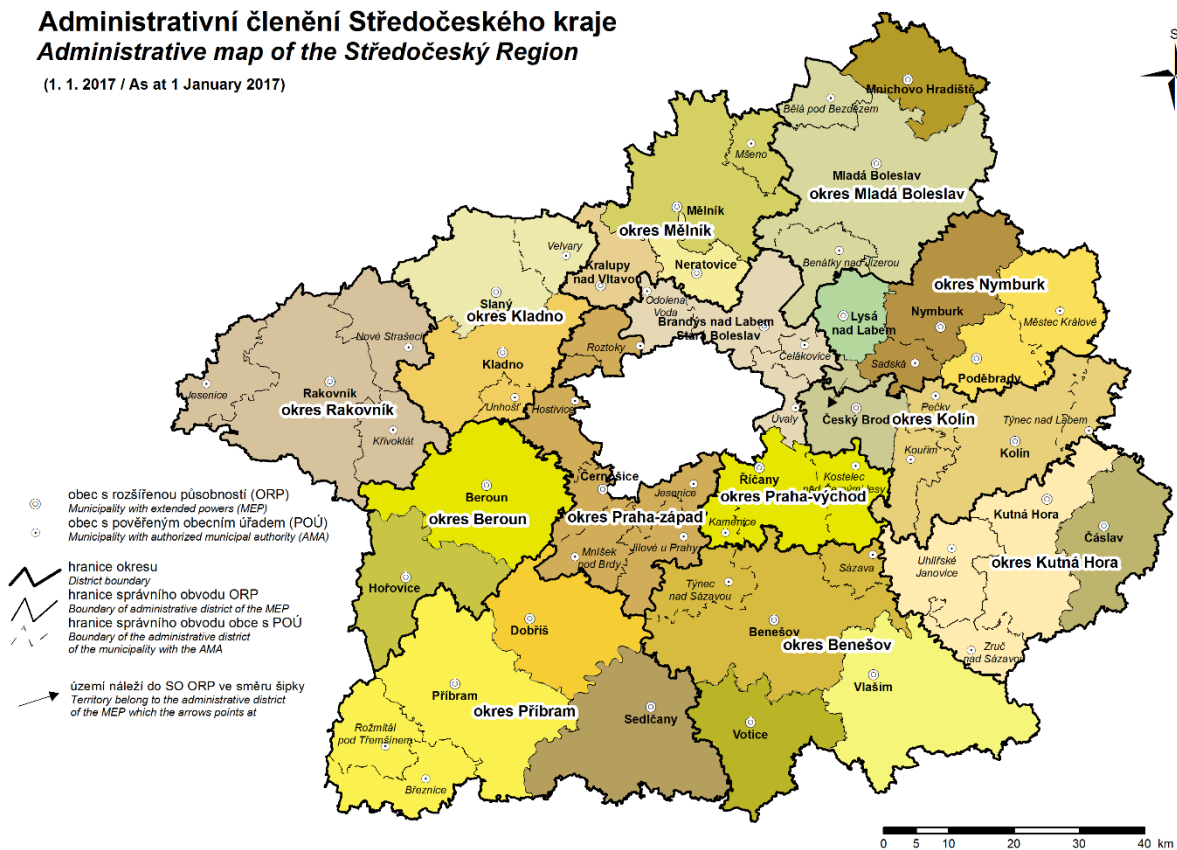 Administrativní členění Středočeského kraje
Administrative map of the Středočeský Region
(1. 1. 2017 / As at 1 January 2017)
S
Mnichovo Hradiště
Bělá pod Bezdězem
Mšeno
Mladá Boleslav
okres Mladá Boleslav
Mělník
okres Mělník
Velvary
Benátky nad Jizerou
Kralupy
nad Vltavou
Neratovice
okres Nymburk
Slaný
okres Kladno
Odolena
Voda
Brandýs nad Labem
Stará Boleslav
Lysá
nad Labem
Nymburk
Městec Králové
Nové Strašecí
Roztoky
Celákovice
Kladno
Sadská
Poděbrady
Jesenice
Rakovník
okres Rakovník
Unhošť
Hostivice
Úvaly
Český Brod
Pečky
okres Kolín
Týnec nad Labem
Křivoklát
Kouřim
Kolín
Beroun
okres Beroun
Černošice
okres Praha-západ
Jesenice
Říčany
okres Praha-východ
Kostelec
nad Černými lesy
Kamenice
Kutná Hora
Čáslav
okres Kutná Hora
Mníšek
pod Brdy
Jílové u Prahy
Uhlířské
Janovice
Hořovice
Týnec
nad Sázavou
Sázava
Dobříš
Benešov
okres Benešov
Zruč
nad Sázavou
Vlašim
Příbram
okres Příbram
Sedlčany
Votice
Rožmitál
pod Třemšínem
Březnice
obec s rozšířenou působností (ORP)
Municipality with extended powers (MEP)
obec s pověřeným obecním úřadem (POÚ)
Municipality with authorized municipal authority (AMA)
hranice okresu
District boundary
hranice správního obvodu ORP
Boundary of administrative district of the MEP
hranice správního obvodu obce s POÚ
Boundary of the administrative district
of the municipality with the AMA
území náleží do SO ORP ve směru šipky
Territory belong to the administrative district
of the MEP which the arrows points at
0 5 10 20 30 40 km